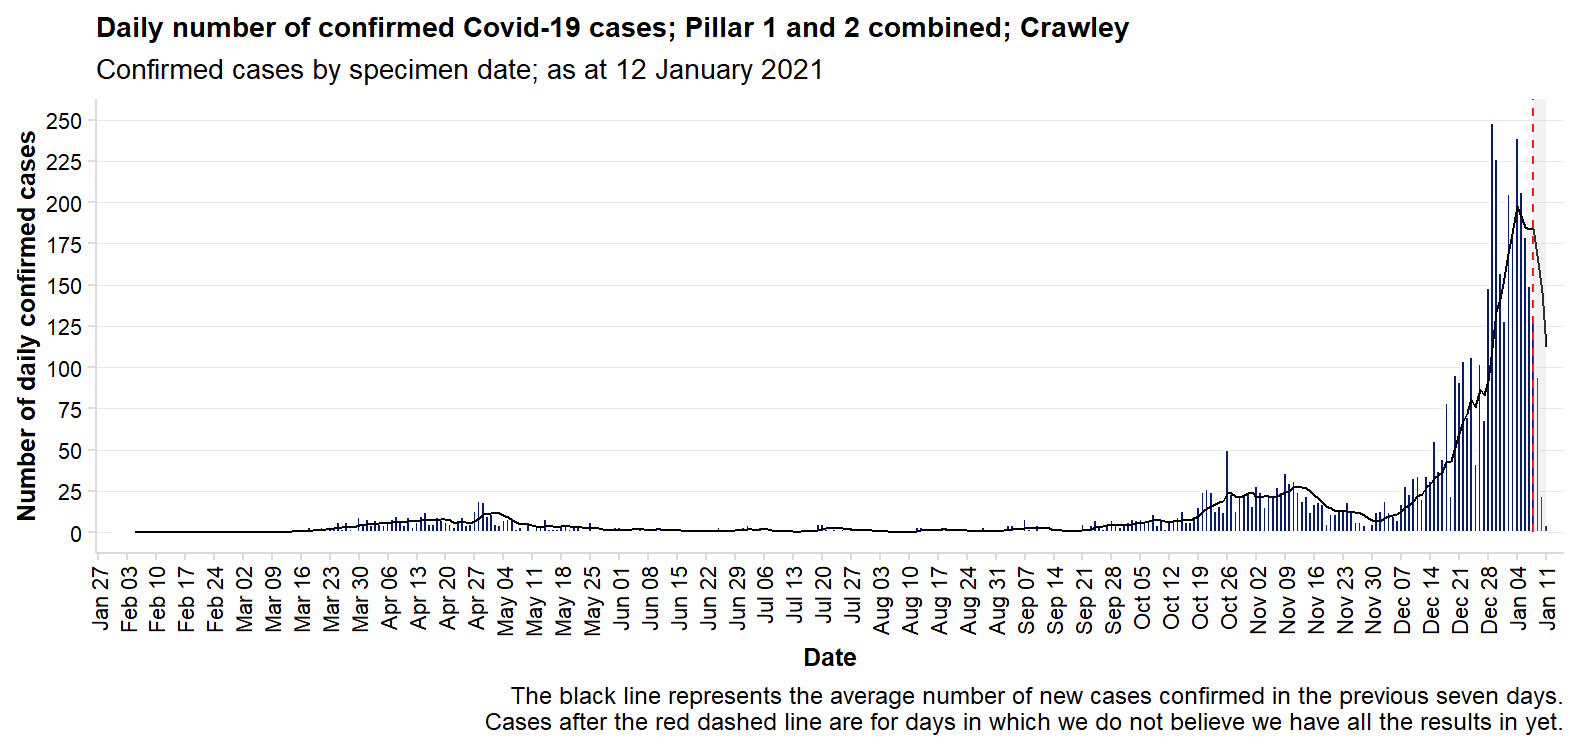 Daily number of confirmed Covid-19 cases; Pillar 1 and 2 combined; Crawley
Confirmed cases by specimen date; as at 12 January 2021
Number of daily confirmed cases
250
225
200
175
150
125
100
75
50
25
0
Jan 27
Feb 03
Feb 10
Feb 17
Feb 24
Mar 02
Mar 09
Mar 16
Mar 23
Mar 30
Apr 06
Apr 13
Apr 20
Apr 27
May 04
May 11
May 18
May 25
Jun 01
Jun 08
Jun 15
Jun 22
Jun 29
Jul 06
Jul 13
Jul 20
Jul 27
Aug 03
Aug 10
Aug 17
Aug 24
Aug 31
Sep 07
Sep 14
Sep 21
Sep 28
Oct 05
Oct 12
Oct 19
Oct 26
Nov 02
Nov 09
Nov 16
Nov 23
Nov 30
Dec 07
Dec 14
Dec 21
Dec 28
Jan 04
Jan 11
Date
The black line represents the average number of new cases confirmed in the previous seven days.
Cases after the red dashed line are for days in which we do not believe we have all the results in yet.